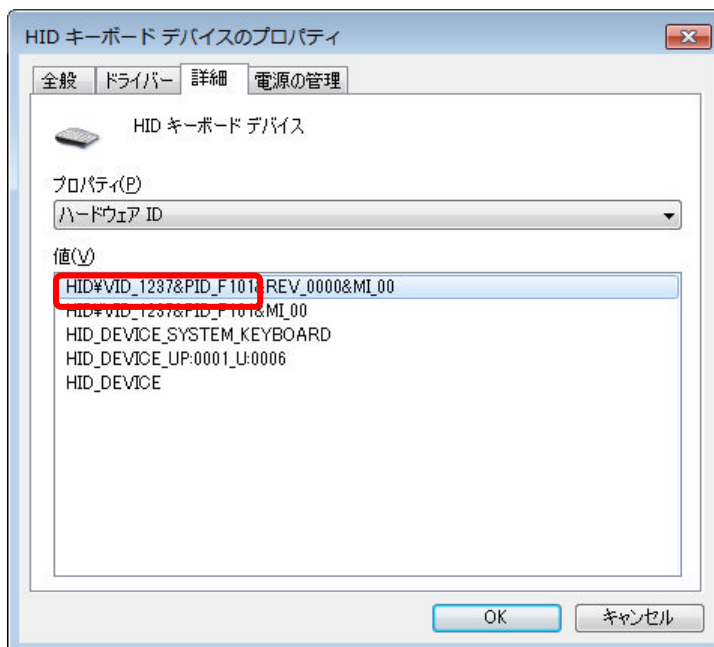 HID キーボード デバイスのプロパティ
全般 ドライバー 詳細 電源の管理
HID キーボード デバイス
プロパティ(P)
ハードウェア ID
値(V)
HID¥VID_1237&PID_F101&REV_0000&MI_00
HID¥VID_1237&PID_F101&MI_00
HID_DEVICE_SYSTEM_KEYBOARD
HID_DEVICE_UP:0001_U:0006
HID_DEVICE
OK キャンセル